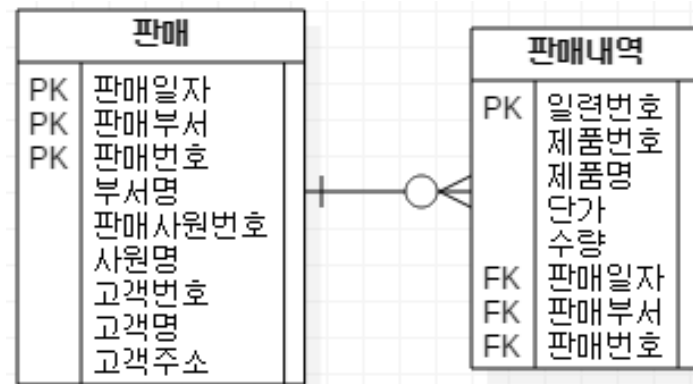 판매
PK 판매일자
PK 판매부서
PK 판매번호
부서명
판매사원번호
사원명
고객번호
고객명
고객주소
판매내역
PK 일련번호
제품번호
제품명
단가
수량
FK 판매일자
FK 판매부서
FK 판매번호